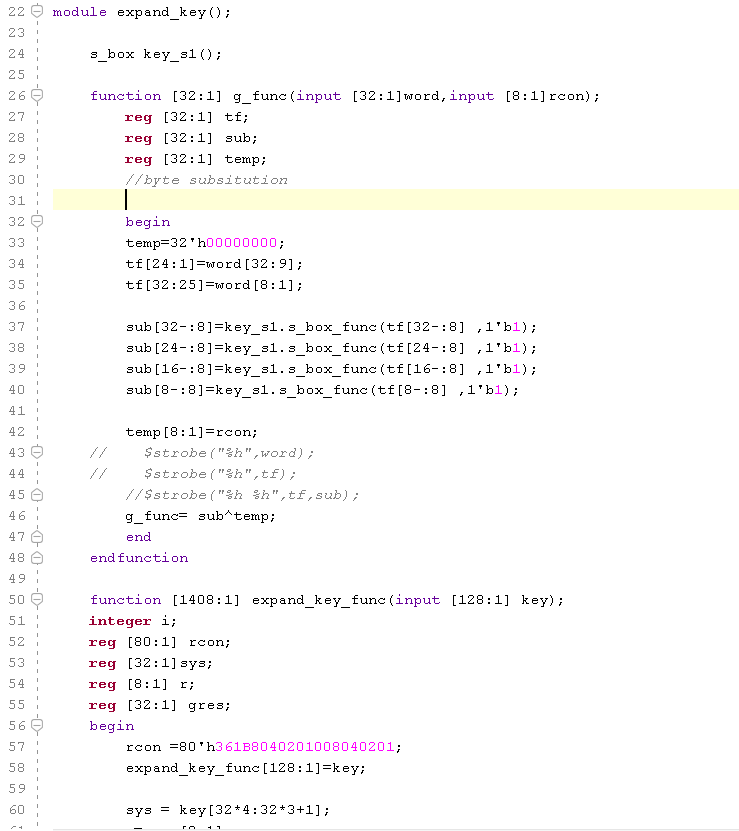 22 module expand_key();
23
24 s_box key_s1();
25
26 function [32:1] g_func(input [32:1]word,input [8:1]rcon);
27 reg [32:1] tf;
28 reg [32:1] sub;
29 reg [32:1] temp;
30 //byte subsitution
31
32 begin
33 temp=32'h00000000;
34 tf[24:1]=word[32:9];
35 tf[32:25]=word[8:1];
36
37 sub[32-:8]=key_s1.s_box_func(tf[32-:8] ,1'b1);
38 sub[24-:8]=key_s1.s_box_func(tf[24-:8] ,1'b1);
39 sub[16-:8]=key_s1.s_box_func(tf[16-:8] ,1'b1);
40 sub[8-:8]=key_s1.s_box_func(tf[8-:8] ,1'b1);
41
42 temp[8:1]=rcon;
43 // $strobe("%h",word);
44 // $strobe("%h",tf);
45 //$strobe("%h %h",tf,sub);
46 g_func= sub^temp;
47 end
48 endfunction
49
50 function [1408:1] expand_key_func(input [128:1] key);
51 integer i;
52 reg [80:1] rcon;
53 reg [32:1]sys;
54 reg [8:1] r;
55 reg [32:1] gres;
56 begin
57 rcon =80'h361B8040201008040201;
58 expand_key_func[128:1]=key;
59
60 sys = key[32*4:32*3+1];